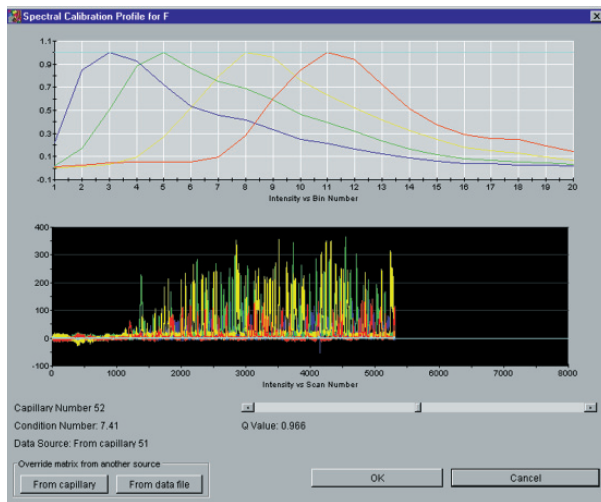 Spectral Calibration Profile for F
1.1
0.9
0.7
0.5
0.3
0.1
-0.1
1 2 3 4 5 6 7 8 9 10 11 12 13 14 15 16 17 18 19 20
Intensity vs Bin Number
400
300
200
100
0
-100
0 1000 2000 3000 4000 5000 6000 7000 8000
Intensity vs Scan Number
Capillary Number 52
Condition Number: 7.41 Q Value: 0.966
Data Source: From capillary 51
Override matrix from another source
From capillary From data file OK Cancel